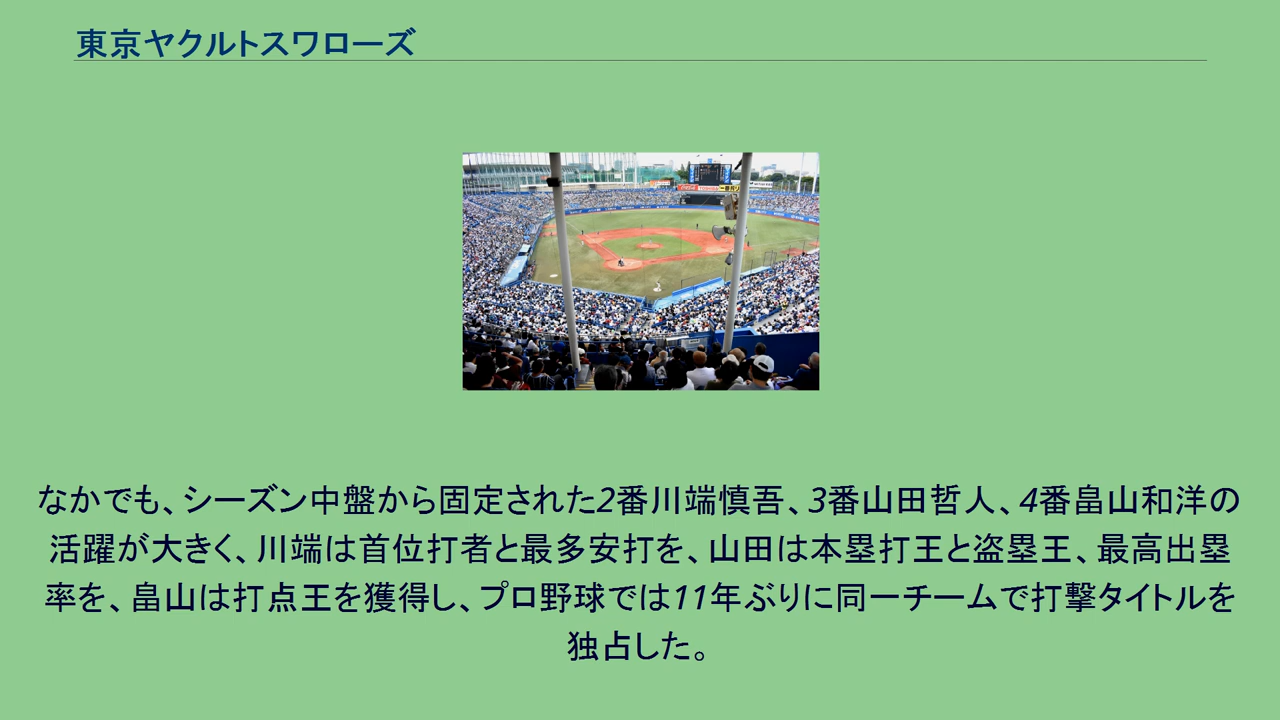 東京ヤクルトスワローズ
なかでも、シーズン中盤から固定された2番川端慎吾、3番山田哲人、4番畠山和洋の
活躍が大きく、川端は首位打者と最多安打を、山田は本塁打王と盗塁王、最高出塁
率を、畠山は打点王を獲得し、プロ野球では11年ぶりに同一チームで打撃タイトルを
独占した。